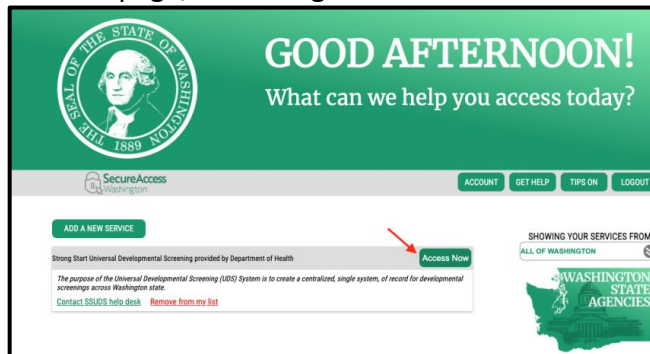 THE SEAL OF THE STATE OF WASHINGTON
1889
GOOD AFTERNOON!
What can we help you access today?
SecureAccess
Washington
ACCOUNT
GET HELP
TIPS ON
LOGOUT
ADD A NEW SERVICE
SHOWING YOUR SERVICES FROM
ALL OF WASHINGTON
Strong Start Universal Developmental Screening provided by Department of Health
Access Now
The purpose of the Universal Developmental Screening (UDS) System is to create a centralized, single system, of record for developmental
screenings across Washington state.
Contact SSUDS help desk
Remove from my list
WASHINGTON
STATE
AGENCIES